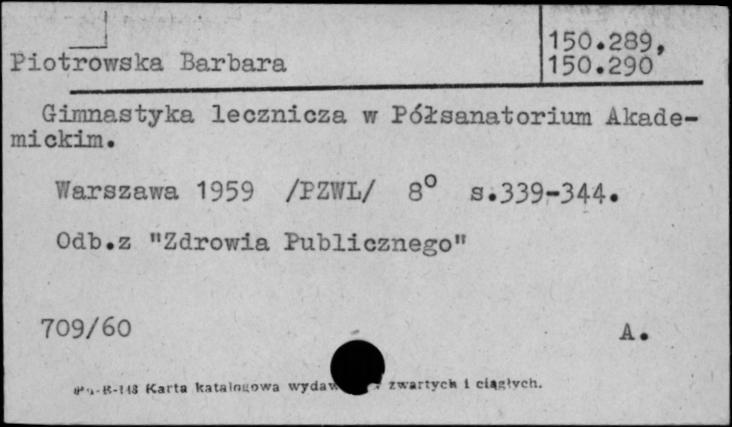 150.289,
Piotrowska Barbara
150.290
Gimnastyka lecznicza w Półsanatorium Akade-
mickim.
Warszawa 1959 /PZWL/ 8° s.339-344.
Odb.z "Zdrowia Publicznego"
709/60
A.
Karta katalogowa zwartych i ciągłych.